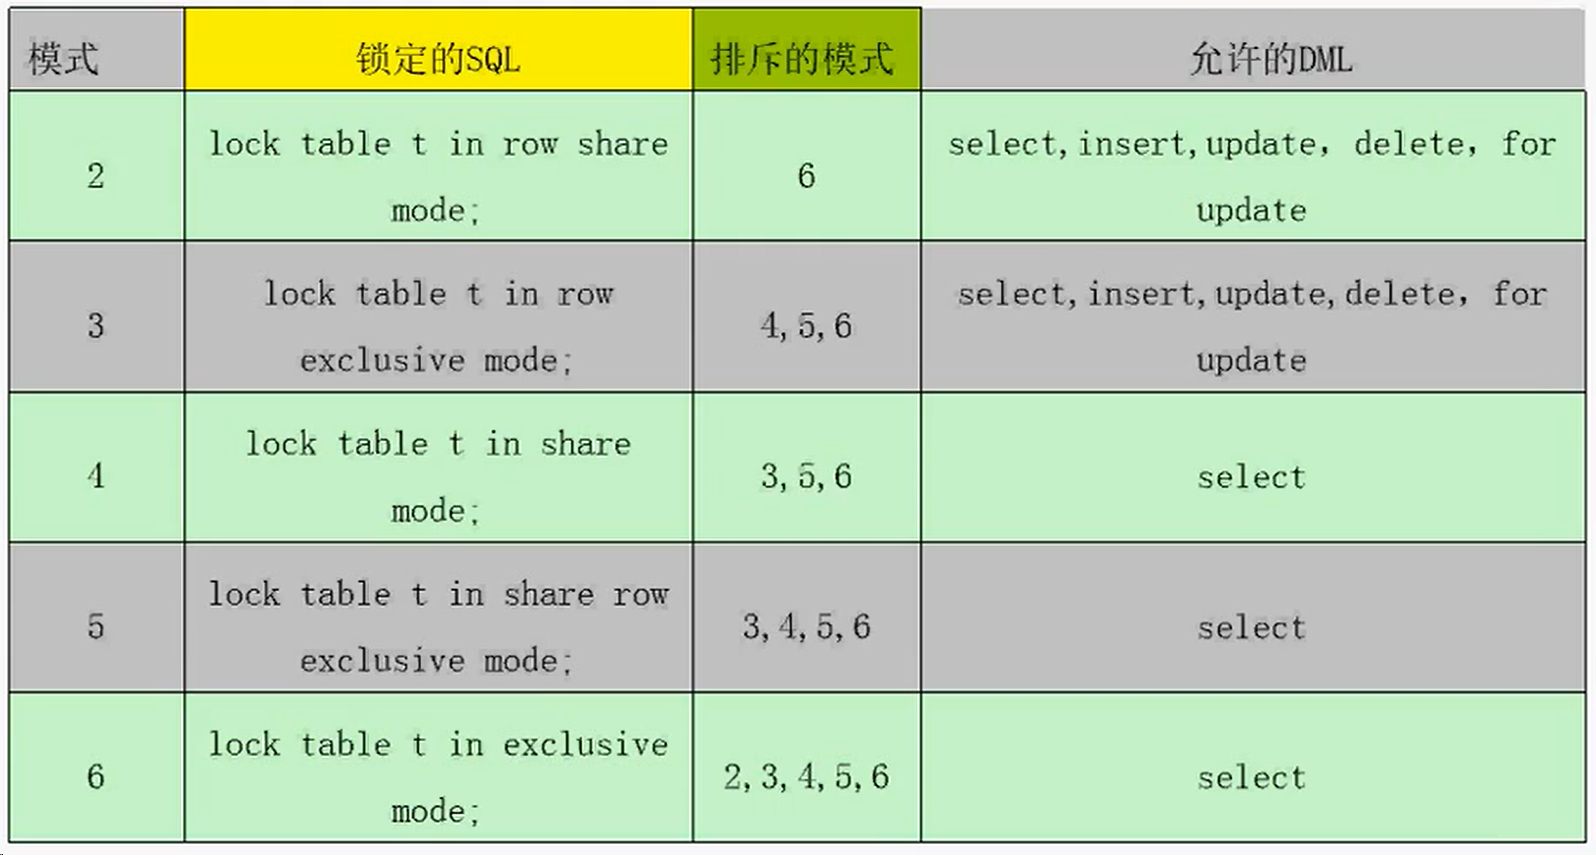 模式 锁定的SQL 排斥的模式 允许的DML
2 lock table t in row share mode; 6 select,insert,update, delete, for update
3 lock table t in row exclusive mode; 4,5,6 select,insert,update,delete, for update
4 lock table t in share mode; 3,5,6 select
5 lock table t in share row exclusive mode; 3,4,5,6 select
6 lock table t in exclusive mode; 2,3,4,5,6 select